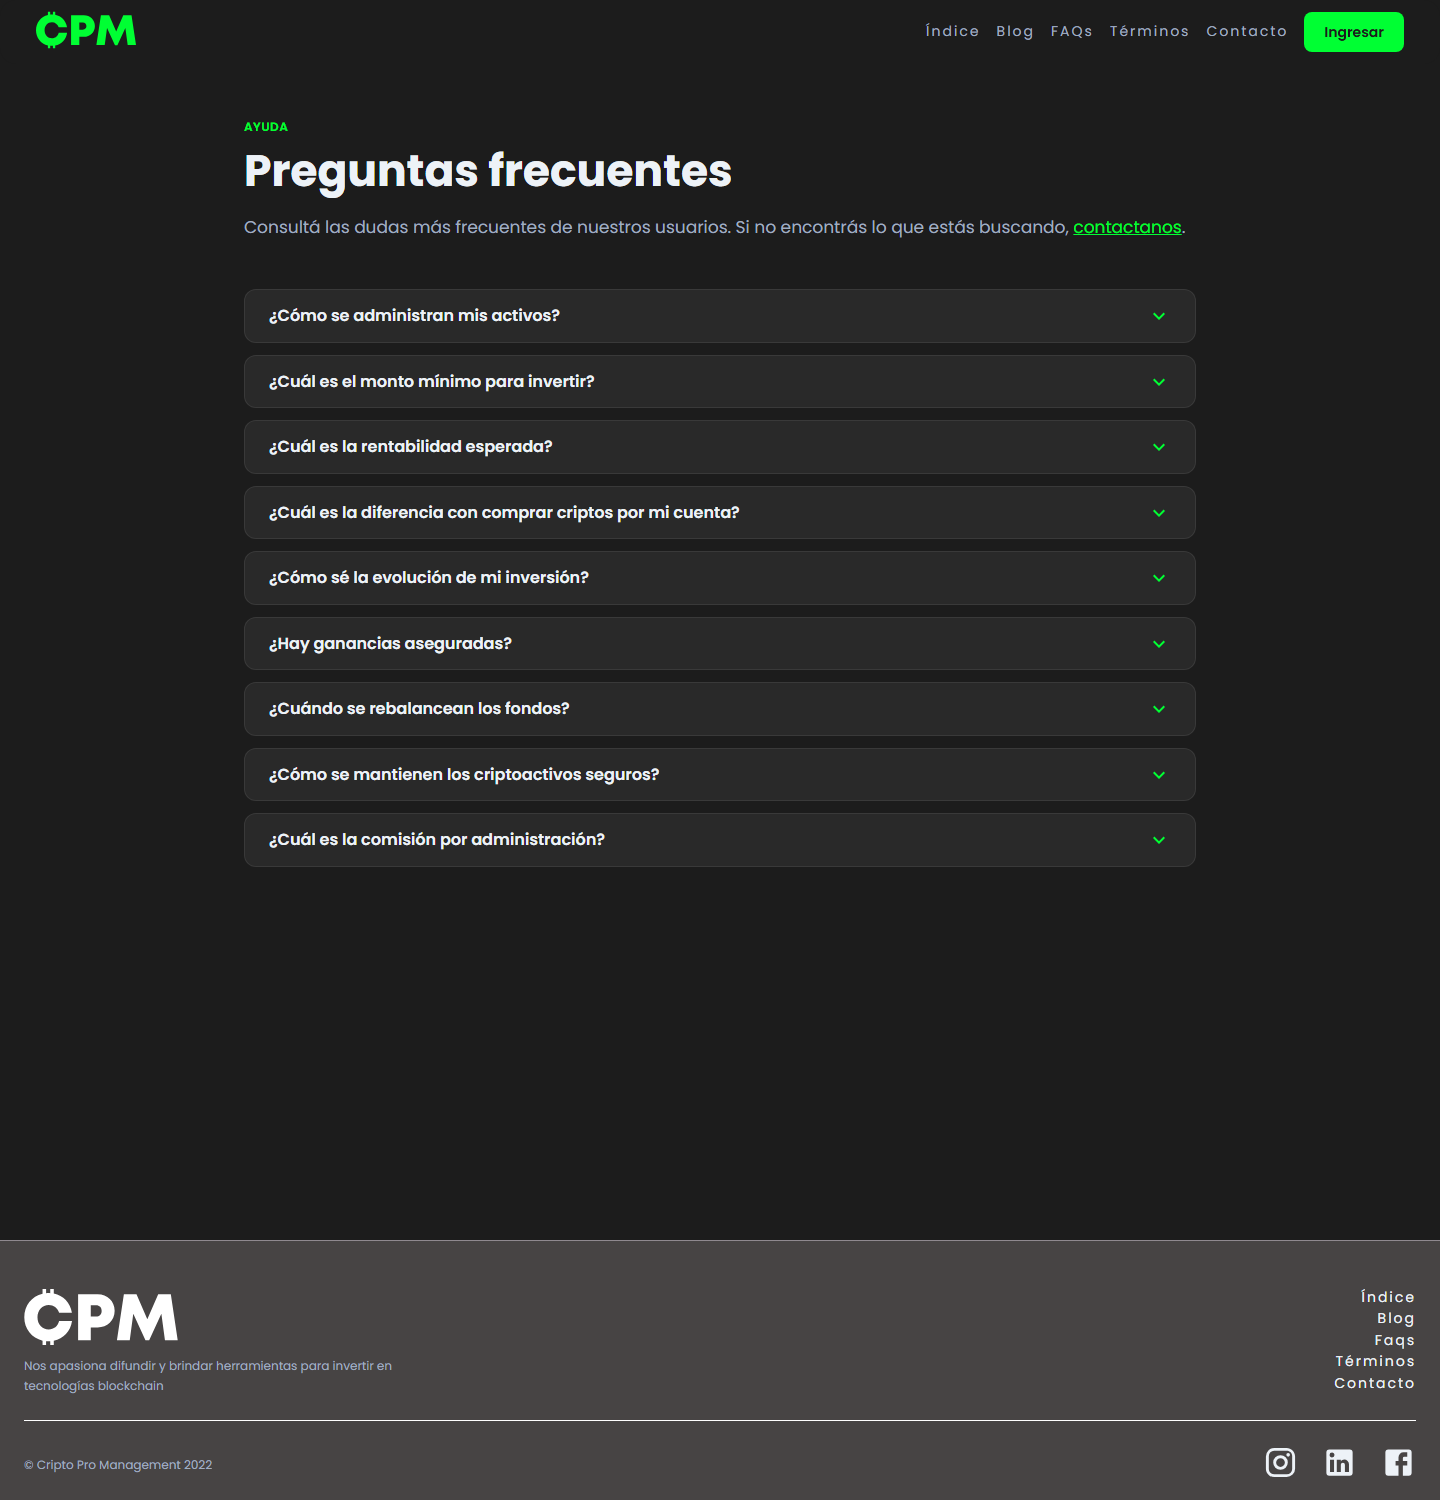 CPM
Índice Blog FAQs Términos Contacto Ingresar
AYUDA
Preguntas frecuentes
Consultá las dudas más frecuentes de nuestros usuarios. Si no encontrás lo que estás buscando, contactanos.
¿Cómo se administran mis activos?
¿Cuál es el monto mínimo para invertir?
¿Cuál es la rentabilidad esperada?
¿Cuál es la diferencia con comprar criptos por mi cuenta?
¿Cómo sé la evolución de mi inversión?
¿Hay ganancias aseguradas?
¿Cuándo se rebalancean los fondos?
¿Cómo se mantienen los criptoactivos seguros?
¿Cuál es la comisión por administración?
CPM
Nos apasiona difundir y brindar herramientas para invertir en
tecnologías blockchain
Índice
Blog
Faqs
Términos
Contacto
© Cripto Pro Management 2022